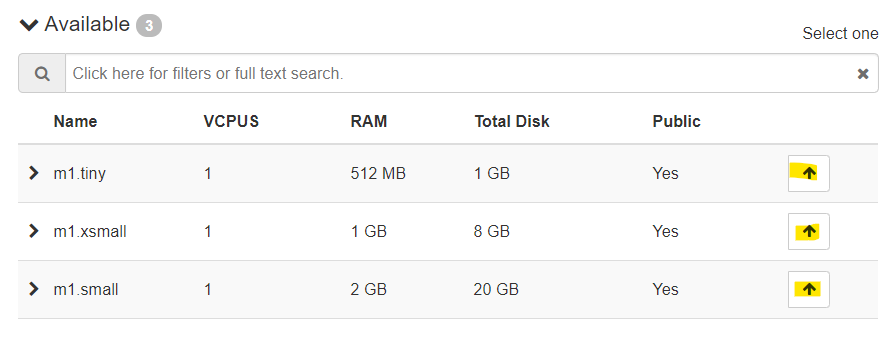 Available 3
Select one
Click here for filters or full text search.
Name VCPUS RAM Total Disk Public
m1.tiny 1 512 MB 1 GB Yes
m1.xsmall 1 1 GB 8 GB Yes
m1.small 1 2 GB 20 GB Yes